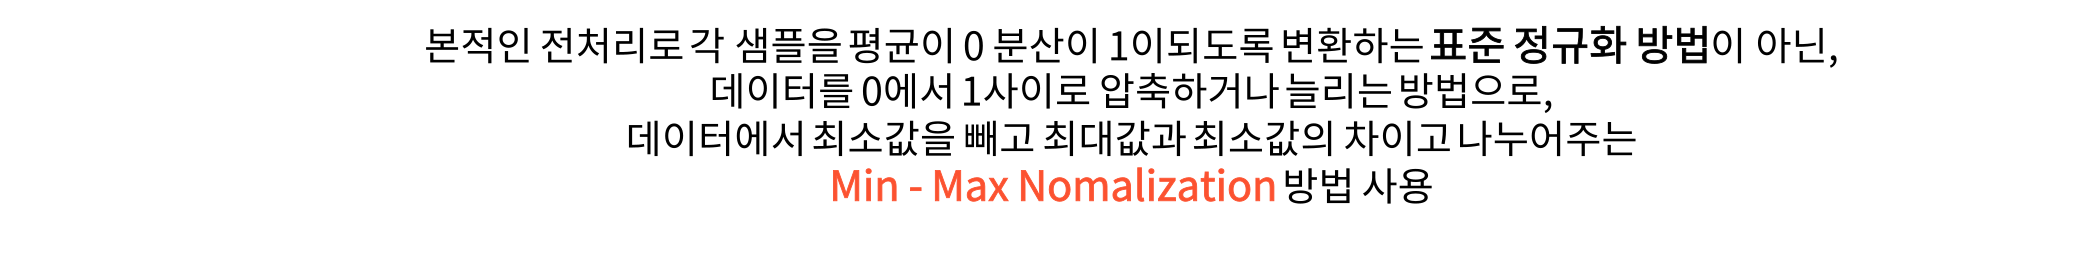 본적인 전처리로 각 샘플을 평균이 0 분산이 1이되도록 변환하는 표준 정규화 방법이 아닌,
데이터를 0에서 1사이로 압축하거나 늘리는 방법으로,
데이터에서 최소값을 빼고 최대값과 최소값의 차이고 나누어주는
Min - Max Nomalization 방법 사용